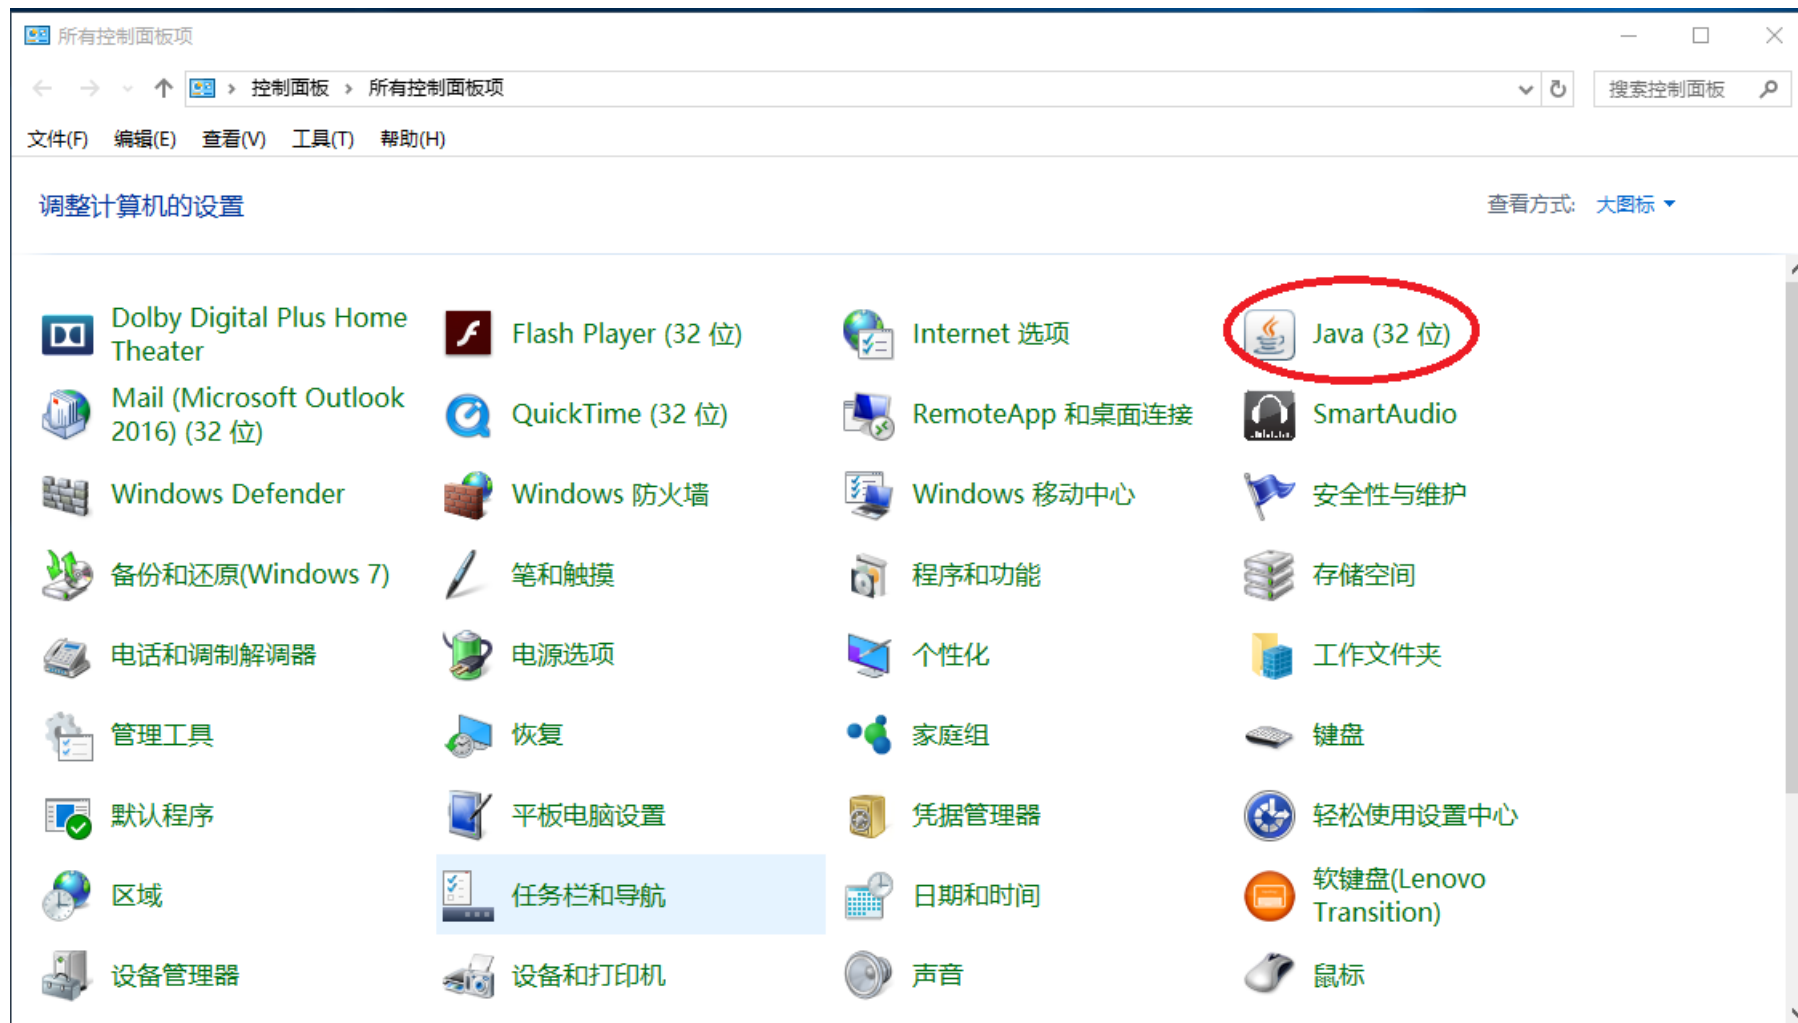 所有控制面板项
控制面板 所有控制面板项
搜索控制面板
文件(F) 编辑(E) 查看(V) 工具(T) 帮助(H)
调整计算机的设置
查看方式: 大图标
Dolby Digital Plus Home
Theater
Flash Player (32 位)
Internet 选项
Java (32 位)
Mail (Microsoft Outlook
2016) (32 位)
QuickTime (32 位)
RemoteApp 和桌面连接
SmartAudio
Windows Defender
Windows 防火墙
Windows 移动中心
安全性与维护
备份和还原(Windows 7)
笔和触摸
程序和功能
存储空间
电话和调制解调器
电源选项
个性化
工作文件夹
管理工具
恢复
家庭组
键盘
默认程序
平板电脑设置
凭据管理器
轻松使用设置中心
区域
任务栏和导航
日期和时间
软键盘(Lenovo
Transition)
设备管理器
设备和打印机
声音
鼠标